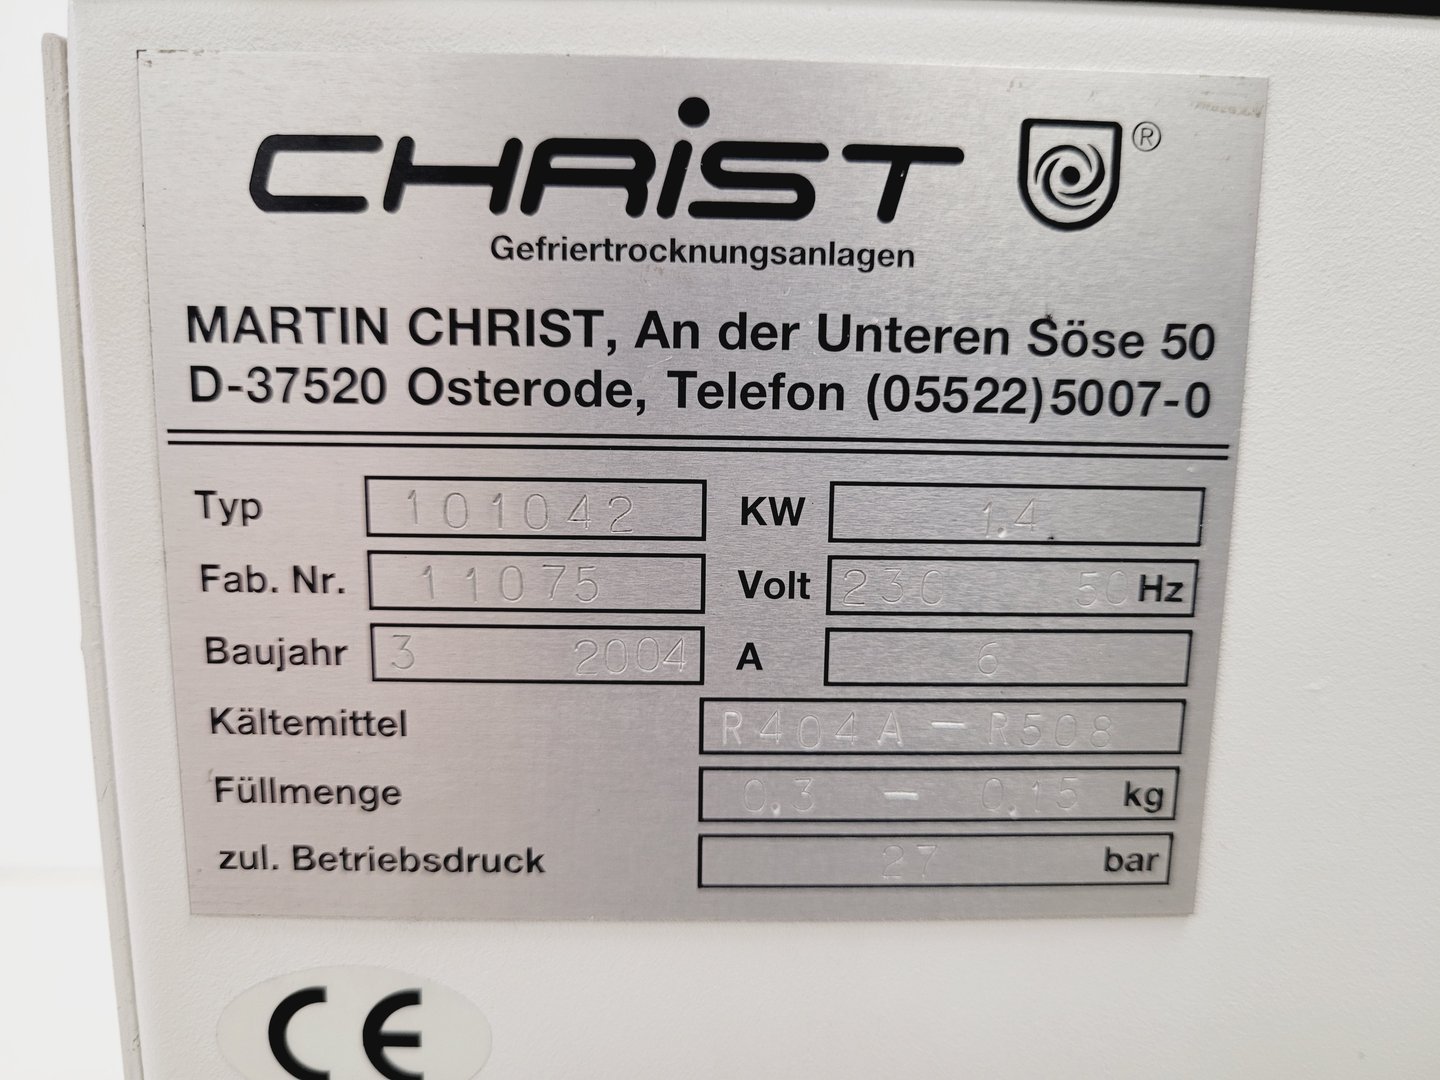 CHRIST ®
Gefriertrocknungsanlagen
MARTIN CHRIST, An der Unteren Söse 50
D-37520 Osterode, Telefon (05522)5007-0
Typ 101042 KW 1.4
Fab. Nr. 11075 Volt 230 50 Hz
Baujahr 3 2004 A 6
Kältemittel R404A - R508
Füllmenge 0,3 - 0,15 kg
zul. Betriebsdruck 27 bar
CE